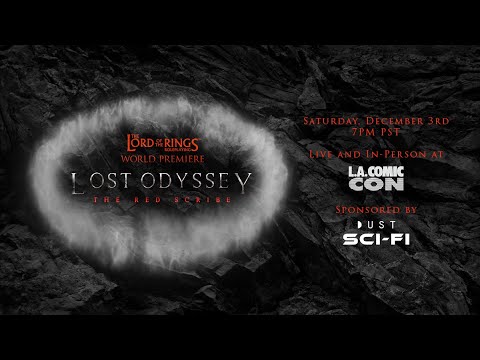 THE
LORD OF THE RINGS
ROLEPLAYING
WORLD PREMIERE
LOST ODYSSEY
THE RED SCRIBE
SATURDAY, DECEMBER 3RD
7PM PST
LIVE AND IN-PERSON AT
L.A. COMIC
CON
SPONSORED BY
DUST
SCI-FI